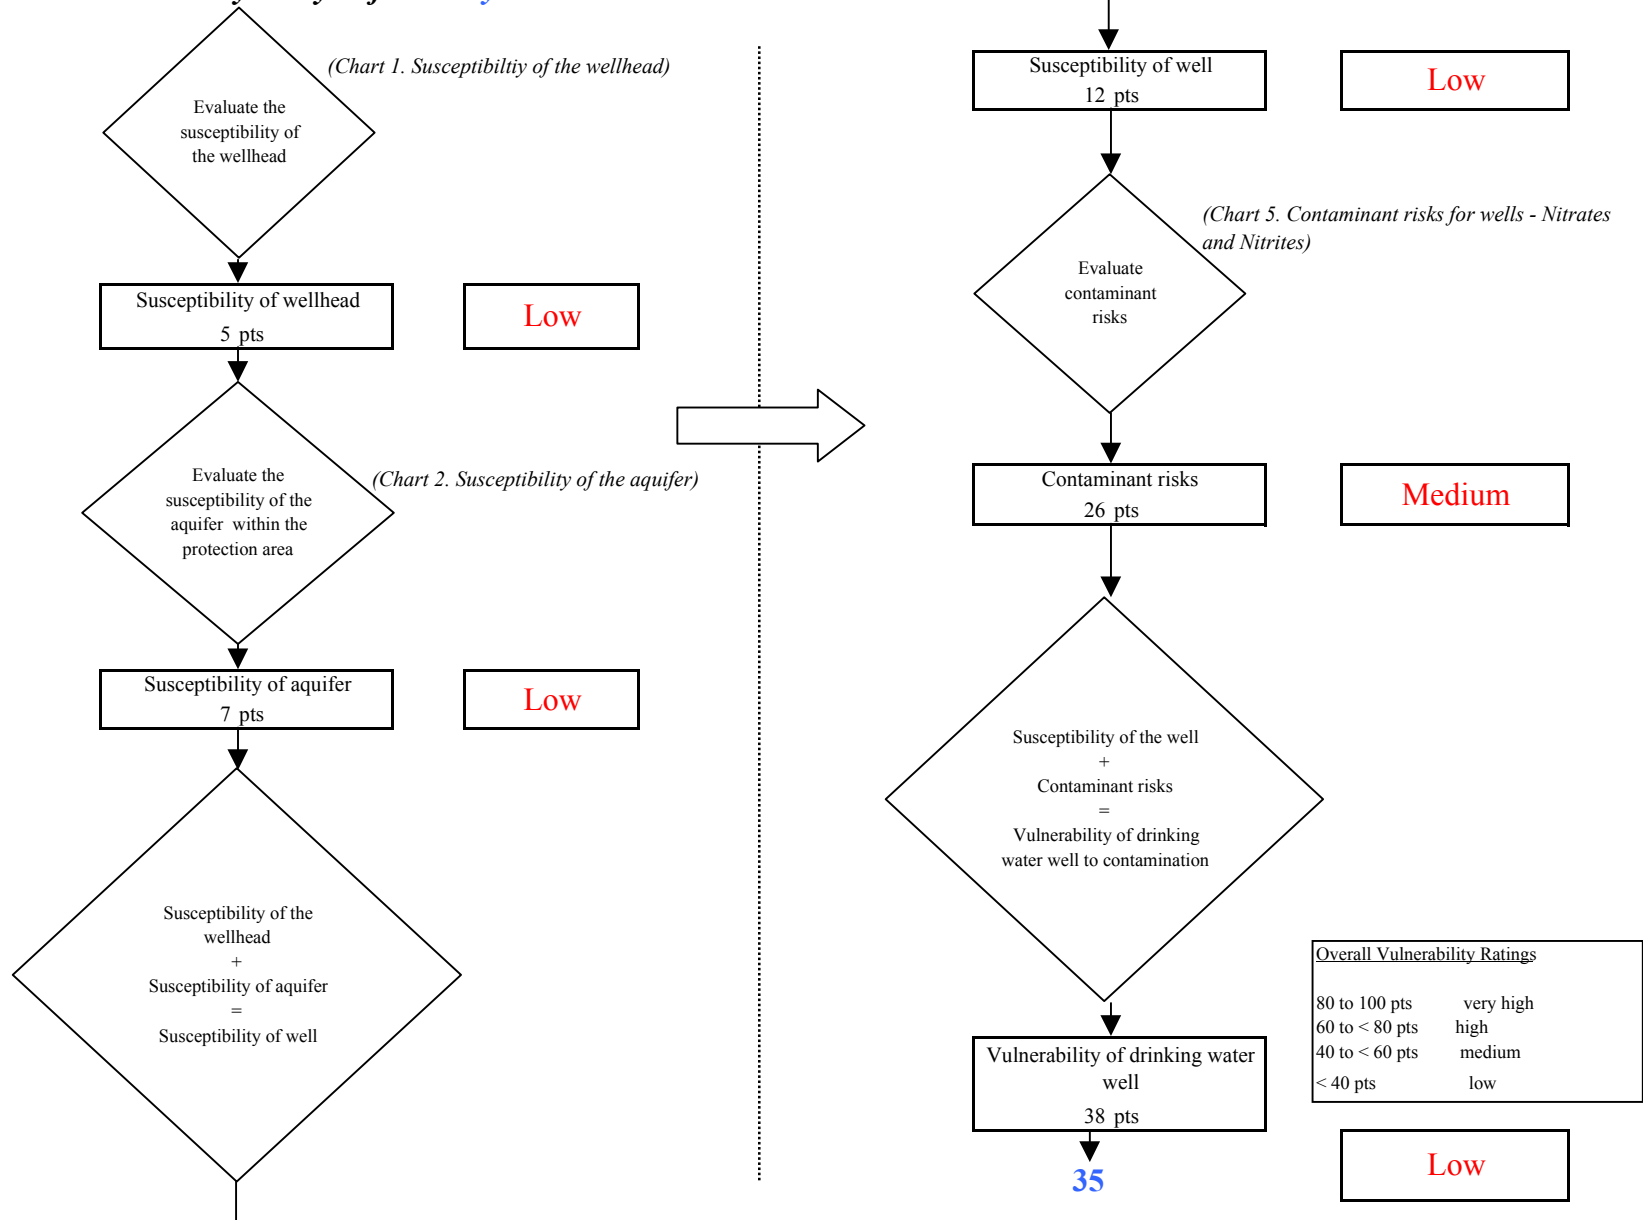 (Chart 1. Susceptibiltiy of the wellhead)
Evaluate the
susceptibility of
the wellhead
Susceptibility of wellhead
5 pts
Low
Evaluate the
susceptibility of the
aquifer within the
protection area
(Chart 2. Susceptibility of the aquifer)
Susceptibility of aquifer
7 pts
Low
Susceptibility of the
wellhead
+
Susceptibility of aquifer
=
Susceptibility of well
Susceptibility of well
12 pts
Low
(Chart 5. Contaminant risks for wells - Nitrates
and Nitrites)
Evaluate
contaminant
risks
Contaminant risks
26 pts
Medium
Susceptibility of the well
+
Contaminant risks
=
Vulnerability of drinking
water well to contamination
Overall Vulnerability Ratings
80 to 100 pts very high
60 to < 80 pts high
40 to < 60 pts medium
< 40 pts low
Vulnerability of drinking water
well
38 pts
35
Low